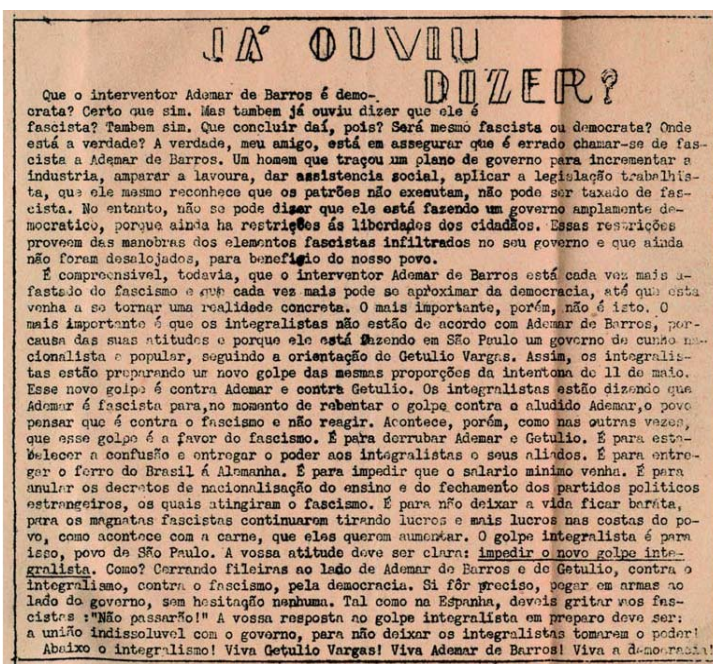 JÁ OUVIU
DIZER?
Que o interventor Ademar de Barros é demo-
crata? Certo que sim. Mas tambem já ouviu dizer que ele é
fascista? Tambem sim. Que concluir daí, pois? Será mesmo fascista ou democrata? Onde
está a verdade? A verdade, meu amigo, está em assegurar que é errado chamar-se de fas-
cista a Ademar de Barros. Um homem que traçou um plano de governo para incrementar a
industria, amparar a lavoura, dar assistencia social, aplicar a legislação trabalhis-
ta, que ele mesmo reconhece que os patrões não executam, não pode ser taxado de fas-
cista. No entanto, não se pode dizer que ele está fazendo um governo amplamente de-
mocratico, porque ainda ha restrições ás liberdades dos cidadãos. Essas restrições
proveem das manobras dos elementos fascistas infiltrados no seu governo e que ainda
não foram desalojados, para beneficio do nosso povo.
É compreensivel, todavia, que o interventor Ademar de Barros está cada vez mais a-
fastado do fascismo e que cada vez mais pode se aproximar da democracia, até que esta
venha a se tornar uma realidade concreta. O mais importante, porém, não é isto. O
mais importante é que os integralistas não estão de acordo com Ademar de Barros, por-
causa das suas atitudes e porque ele está fazendo em São Paulo um governo de cunho na-
cionalista e popular, seguindo a orientação de Getulio Vargas. Assim, os integralis-
tas estão preparando um novo golpe das mesmas proporções da intentona de 11 de maio.
Esse novo golpe é contra Ademar e contra Getulio. Os integralistas estão dizendo que
Ademar é fascista para,no momento de rebentar o golpe contra o aludido Ademar,o povo
pensar que é contra o fascismo e não reagir. Acontece, porém, como nas outras vezes,
que esse golpe é a favor do fascismo. É para derrubar Ademar e Getulio. É para esta-
belecer a confusão e entregar o poder aos integralistas e seus aliados. É para entre-
gar o ferro do Brasil á Alemanha. É para impedir que o salario minimo venha. É para
anular os decretos de nacionalisação do ensino e do fechamento dos partidos politicos
estrangeiros, os quais atingiram o fascismo. É para não deixar a vida ficar baráta,
para os magnatas fascistas continuarem tirando lucros e mais lucros nas costas do po-
vo, como acontece com a carne, que eles querem aumentar. O golpe integralista é para
isso, povo de São Paulo. A vossa atitude deve ser clara: impedir o novo golpe inte-
gralista. Como? Cerrando fileiras ao lado de Ademar de Barros e de Getulio, contra o
integralismo, contra o fascismo, pela democracia. Si fôr preciso, pegar em armas ao
lado do governo, sem hesitação nenhuma. Tal como na Espanha, deveis gritar aos fas-
cistas :"Não passarão!" A vossa resposta ao golpe integralista em preparo deve ser:
a união indissoluvel com o governo, para não deixar os integralistas tomarem o poder!
Abaixo o integralismo! Viva Getulio Vargas! Viva Ademar de Barros! Viva a democracia!